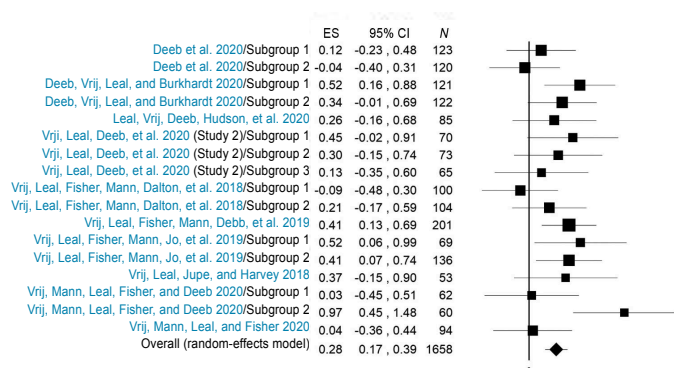 ES 95% CI N
Deeb et al. 2020/Subgroup 1 0.12 -0.23 , 0.48 123
Deeb et al. 2020/Subgroup 2 -0.04 -0.40 , 0.31 120
Deeb, Vrij, Leal, and Burkhardt 2020/Subgroup 1 0.52 0.16 , 0.88 121
Deeb, Vrij, Leal, and Burkhardt 2020/Subgroup 2 0.34 -0.01 , 0.69 122
Leal, Vrij, Deeb, Hudson, et al. 2020 0.26 -0.16 , 0.68 85
Vrji, Leal, Deeb, et al. 2020 (Study 2)/Subgroup 1 0.45 -0.02 , 0.91 70
Vrji, Leal, Deeb, et al. 2020 (Study 2)/Subgroup 2 0.30 -0.15 , 0.74 73
Vrij, Leal, Deeb, et al. 2020 (Study 2)/Subgroup 3 0.13 -0.35 , 0.60 65
Vrij, Leal, Fisher, Mann, Dalton, et al. 2018/Subgroup 1 -0.09 -0.48 , 0.30 100
Vrij, Leal, Fisher, Mann, Dalton, et al. 2018/Subgroup 2 0.21 -0.17 , 0.59 104
Vrij, Leal, Fisher, Mann, Debb, et al. 2019 0.41 0.13 , 0.69 201
Vrij, Leal, Fisher, Mann, Jo, et al. 2019/Subgroup 1 0.52 0.06 , 0.99 69
Vrij, Leal, Fisher, Mann, Jo, et al. 2019/Subgroup 2 0.41 0.07 , 0.74 136
Vrij, Leal, Jupe, and Harvey 2018 0.37 -0.15 , 0.90 53
Vrij, Mann, Leal, Fisher, and Deeb 2020/Subgroup 1 0.03 -0.45 , 0.51 62
Vrij, Mann, Leal, Fisher, and Deeb 2020/Subgroup 2 0.97 0.45 , 1.48 60
Vrij, Mann, Leal, and Fisher 2020 0.04 -0.36 , 0.44 94
Overall (random-effects model) 0.28 0.17 , 0.39 1658